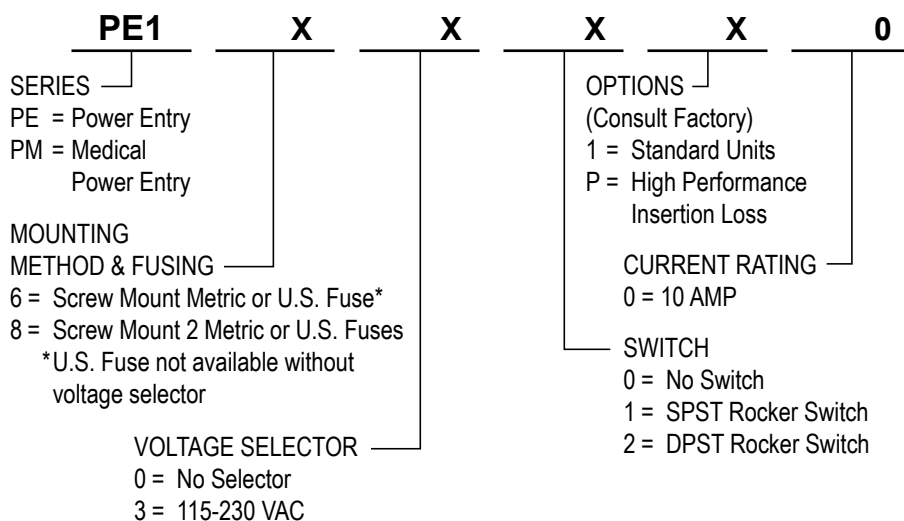 PE1 X X X X 0
SERIES
PE = Power Entry
PM = Medical
Power Entry
MOUNTING
METHOD & FUSING
6 = Screw Mount Metric or U.S. Fuse*
8 = Screw Mount 2 Metric or U.S. Fuses
*U.S. Fuse not available without
voltage selector
VOLTAGE SELECTOR
0 = No Selector
3 = 115-230 VAC
OPTIONS
(Consult Factory)
1 = Standard Units
P = High Performance
Insertion Loss
CURRENT RATING
0 = 10 AMP
SWITCH
0 = No Switch
1 = SPST Rocker Switch
2 = DPST Rocker Switch